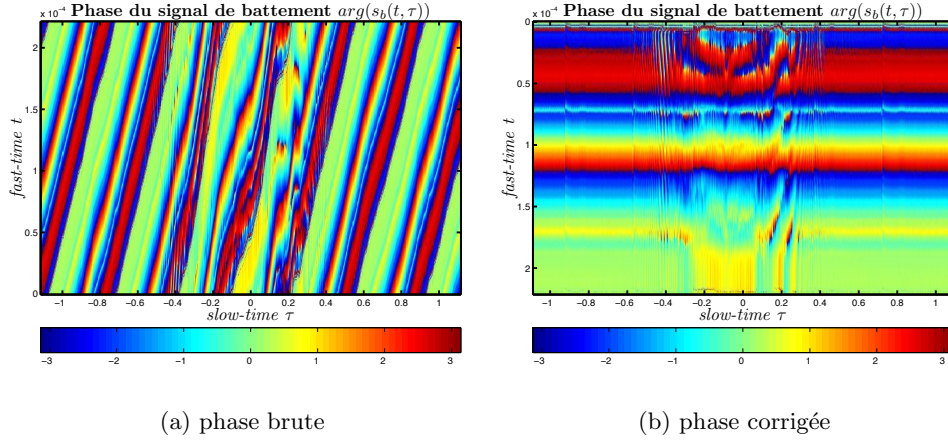 Phase du signal de battement arg(s_b(t, τ))
× 10⁻⁴
2
1.5
1
0.5
0
fast-time t
−1 −0.8 −0.6 −0.4 −0.2 0 0.2 0.4 0.6 0.8 1
slow-time τ
−3 −2 −1 0 1 2 3
(a) phase brute
Phase du signal de battement arg(s_b(t, τ))
× 10⁻⁴
0
0.5
1
1.5
2
fast-time t
−1 −0.8 −0.6 −0.4 −0.2 0 0.2 0.4 0.6 0.8 1
slow-time τ
−3 −2 −1 0 1 2 3
(b) phase corrigée